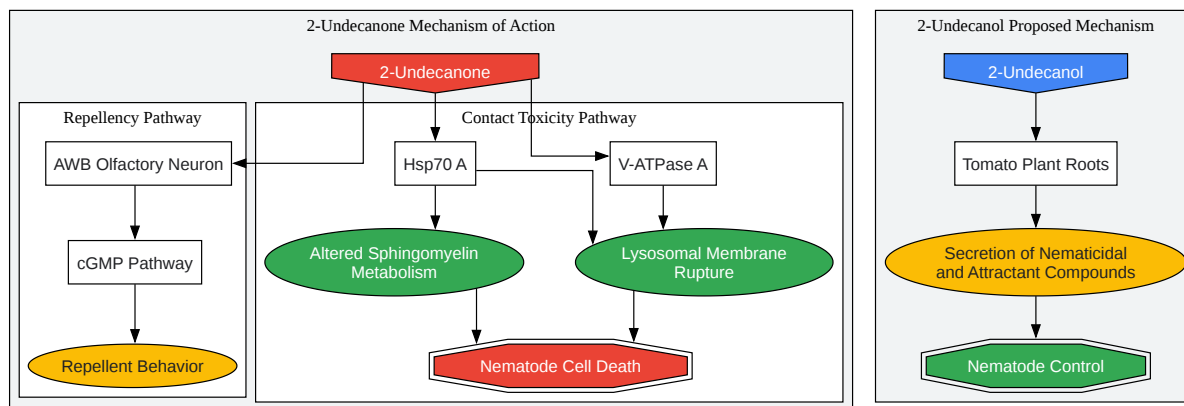 2-Undecanone Mechanism of Action
2-Undecanone
Repellency Pathway
AWB Olfactory Neuron
cGMP Pathway
Repellent Behavior
Contact Toxicity Pathway
Hsp70 A
V-ATPase A
Altered Sphingomyelin
Metabolism
Lysosomal Membrane
Rupture
Nematode Cell Death
2-Undecanol Proposed Mechanism
2-Undecanol
Tomato Plant Roots
Secretion of Nematicidal
and Attractant Compounds
Nematode Control